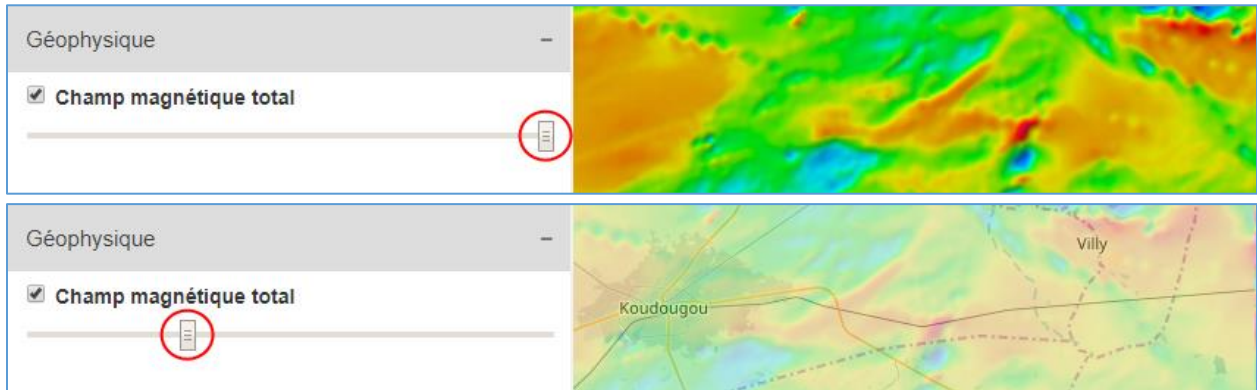 Géophysique
Champ magnétique total
Géophysique
Champ magnétique total
Villy
Koudougou